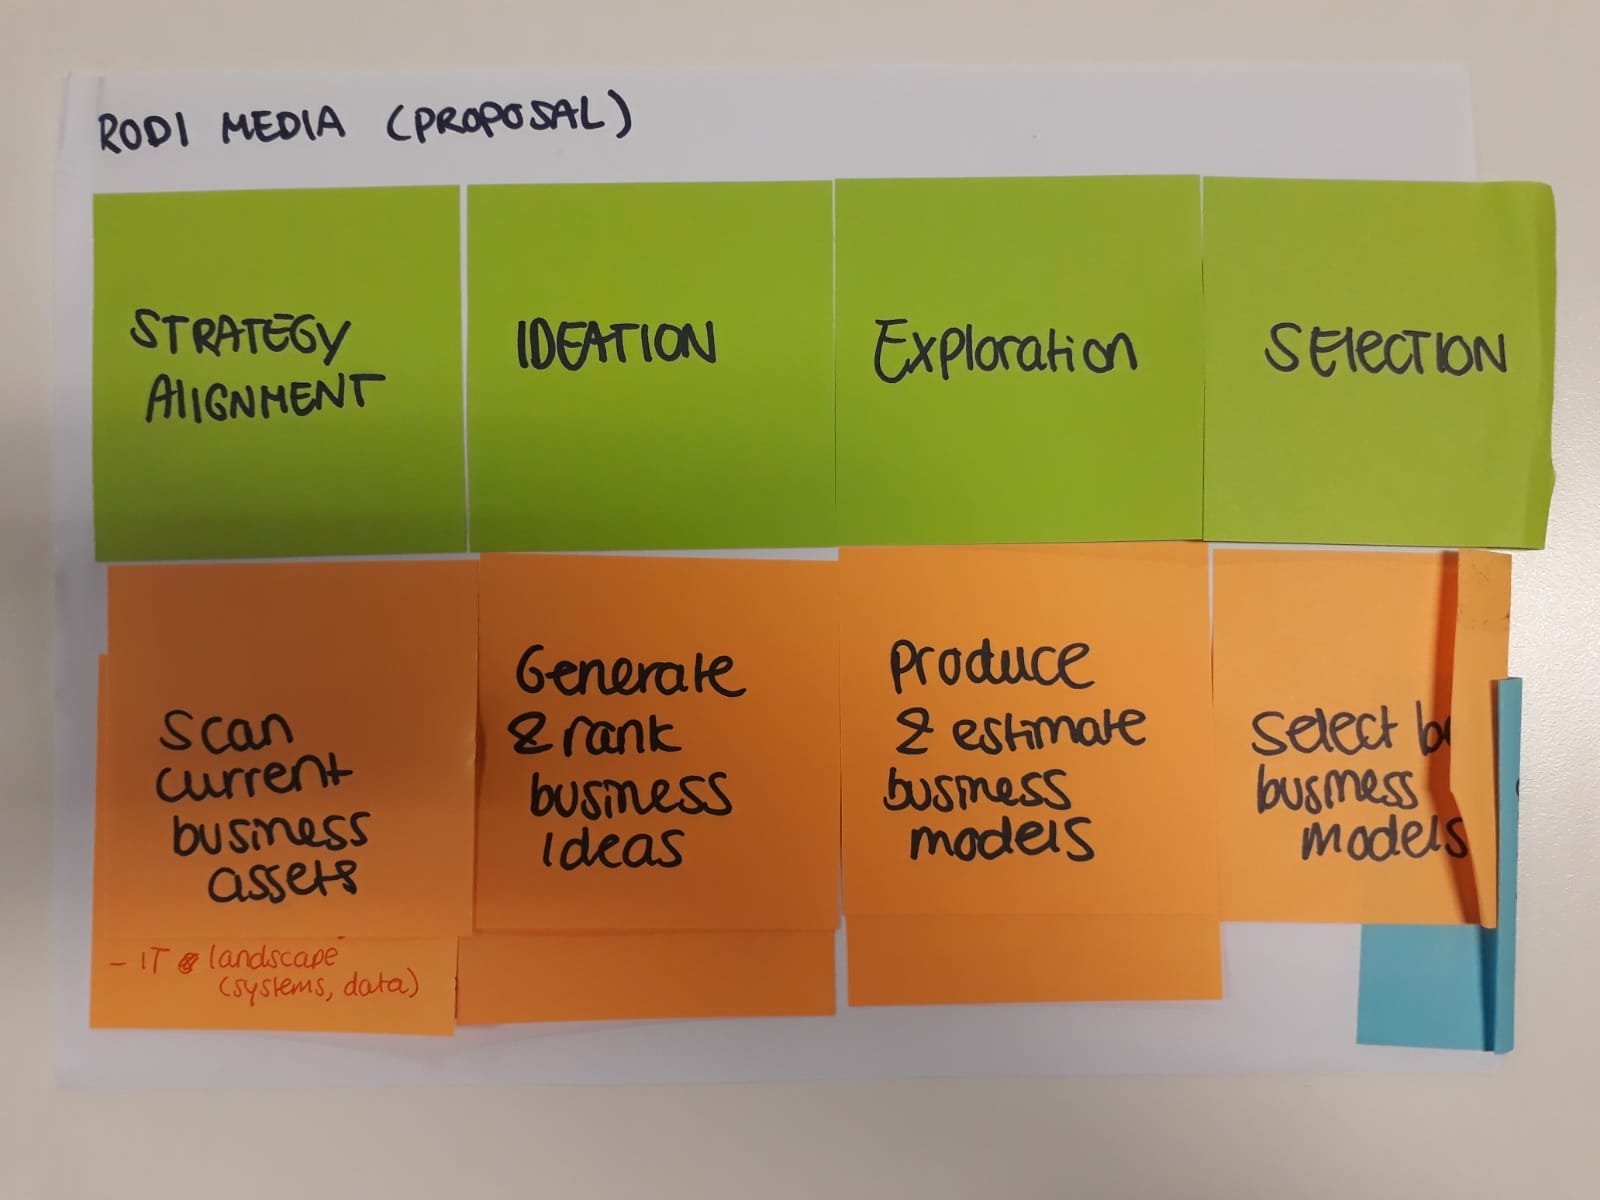 RODI MEDIA (PROPOSAL)
STRATEGY
AlIGNMENT
IDEATION
Exploration
SElECTION
Scan
current
business
assets
- IT landscape
(systems, data)
Generate
& rank
business
Ideas
Produce
& estimate
business
models
Select
business
models